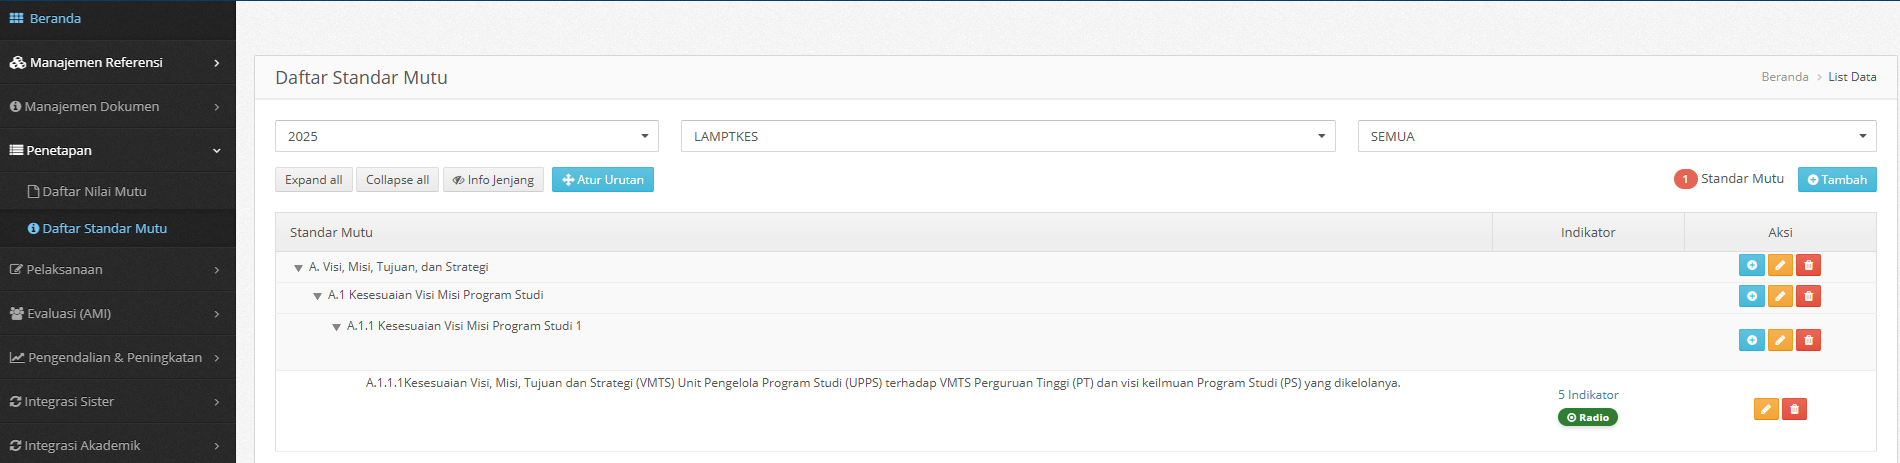 Beranda
Manajemen Referensi
Manajemen Dokumen
Penetapan
Daftar Nilai Mutu
Daftar Standar Mutu
Pelaksanaan
Evaluasi (AMI)
Pengendalian & Peningkatan
Integrasi Sister
Integrasi Akademik
Daftar Standar Mutu
Beranda > List Data
2025
LAMPTKES
SEMUA
Expand all
Collapse all
Info Jenjang
Atur Urutan
1 Standar Mutu
Tambah
Standar Mutu
Indikator
Aksi
A. Visi, Misi, Tujuan, dan Strategi
A.1 Kesesuaian Visi Misi Program Studi
A.1.1 Kesesuaian Visi Misi Program Studi 1
A.1.1.1Kesesuaian Visi, Misi, Tujuan dan Strategi (VMTS) Unit Pengelola Program Studi (UPPS) terhadap VMTS Perguruan Tinggi (PT) dan visi keilmuan Program Studi (PS) yang dikelolanya.
5 Indikator
Radio